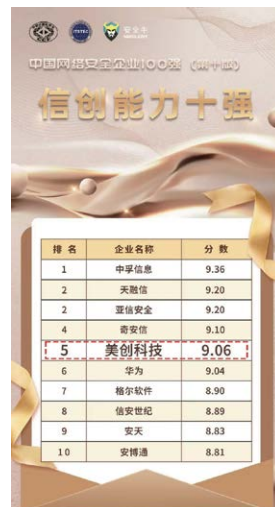 安全牛
中国网络安全企业100强（第十版）
信创能力十强
排名 企业名称 分数
1 中孚信息 9.36
2 天融信 9.20
2 亚信安全 9.20
4 奇安信 9.10
5 美创科技 9.06
6 华为 9.04
7 格尔软件 8.90
8 信安世纪 8.89
9 安天 8.83
10 安博通 8.81